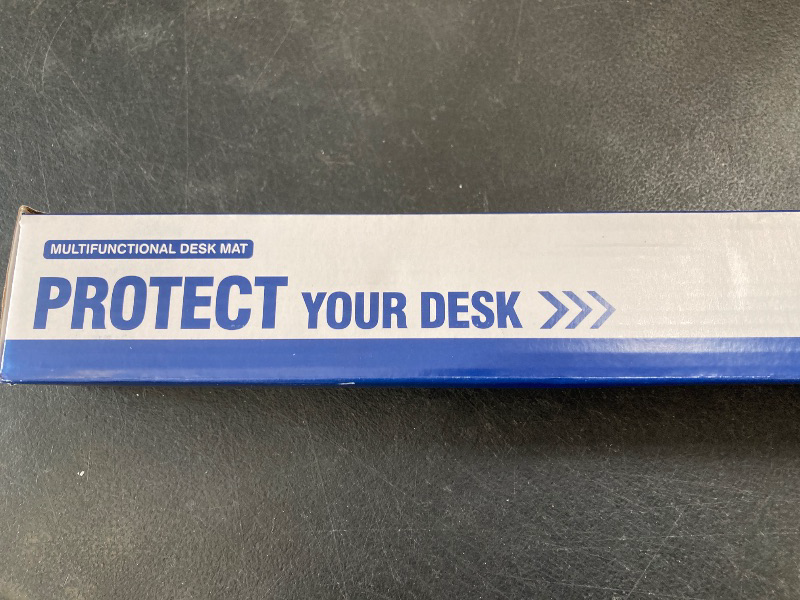 MULTIFUNCTIONAL DESK MAT
PROTECT YOUR DESK